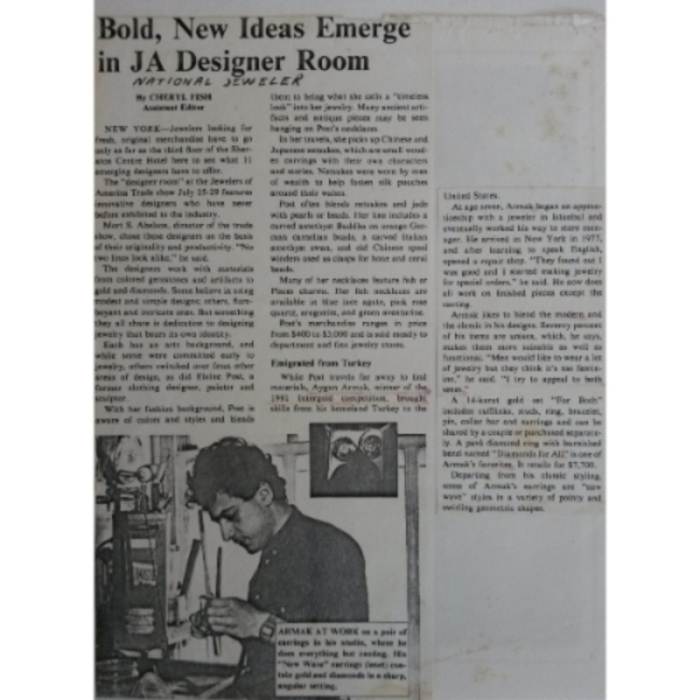 Bold, New Ideas Emerge
in JA Designer Room
NATIONAL JEWELER
By CHERYL FISH
Assistant Editor
NEW YORK—Jewelers looking for
fresh, original merchandise have to go
only as far as the third floor of the Sher-
aton Centre Hotel here to see what 11
emerging designers have to offer.
The "designer room" at the Jewelers of
America Trade show July 25-29 features
innovative designers who have never
before exhibited to the industry.
Mort S. Abelson, director of the trade
show, chose these designers on the basis
of their originality and productivity. "No
two lines look alike," he said.
The designers work with materials
from colored gemstones and artifacts to
gold and diamonds. Some believe in using
modest and simple designs; others, flam-
boyant and intricate ones. But something
they all share is dedication to designing
jewelry that bears its own identity.
Each has an arts background, and
while some were committed early to
jewelry, others switched over from other
areas of design, as did Eloise Post, a
former clothing designer, painter and
sculptor.
With her fashion background, Post is
aware of colors and styles and blends
them to bring what she calls a "timeless
look" into her jewelry. Many ancient arti-
facts and antique pieces may be seen
hanging on Post's necklaces.
In her travels, she picks up Chinese and
Japanese netsukes, which are small wood-
en carvings with their own characters
and stories. Netsukes were worn by men
of wealth to help fasten silk pouches
around their waists.
Post often blends netsukes and jade
with pearls or beads. Her line includes a
carved amethyst Buddha on orange Ger-
man carnelian beads, a carved Italian
amethyst swan, and old Chinese spool
winders used as clasps for bone and coral
beads.
Many of her necklaces feature fish or
Pisces charms. The fish necklaces are
available in blue lace agate, pink rose
quartz, aragonite, and green aventurine.
Post's merchandise ranges in price
from $400 to $3,000 and is sold mostly to
department and fine jewelry stores.
Emigrated from Turkey
While Post travels far away to find
materials, Aygun Armak, winner of the
1981 Intergold competition, brought
skills from his homeland Turkey to the
United States.
At age seven, Armak began an appren-
ticeship with a jeweler in Istanbul and
eventually worked his way to store man-
ager. He arrived in New York in 1977,
and after learning to speak English,
opened a repair shop. "They found out I
was good and I started making jewelry
for special orders," he said. He now does
all work on finished pieces except the
casting.
Armak likes to blend the modern and
the classic in his designs. Seventy percent
of his items are unisex, which, he says,
makes them more suitable as well as
functional. "Men would like to wear a lot
of jewelry but they think it's too femin-
ine," he said. "I try to appeal to both
sexes."
A 14-karat gold set "For Both"
includes cufflinks, studs, ring, bracelet,
pin, collar bar and earrings and can be
shared by a couple or purchased separate-
ly. A pavé diamond ring with burnished
bezel named "Diamonds for All" is one of
Armak's favorites. It retails for $7,700.
Departing from his classic styling,
some of Armak's earrings are "new
wave" styles in a variety of pointy and
swirling geometric shapes.
ARMAK AT WORK on a pair of
earrings in his studio, where he
does everything but casting. His
"New Wave" earrings (inset) con-
tain gold and diamonds in a sharp,
angular setting.